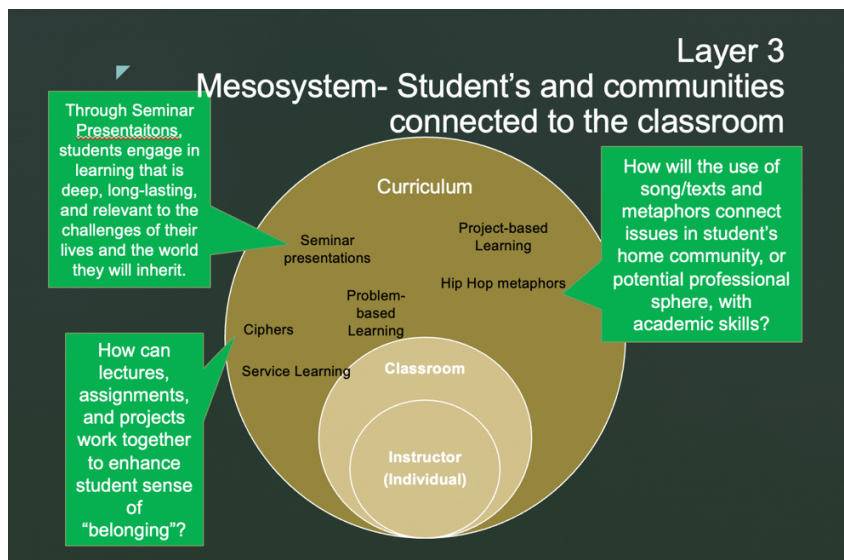 Layer 3
Mesosystem- Student’s and communities
connected to the classroom
Through Seminar
Presentaitons,
students engage in
learning that is
deep, long-lasting,
and relevant to the
challenges of their
lives and the world
they will inherit.
How can
lectures,
assignments,
and projects
work together
to enhance
student sense
of
“belonging”?
Curriculum
Seminar
presentations
Project-based
Learning
Hip Hop metaphors
Problem-
based
Learning
Ciphers
Service Learning
Classroom
Instructor
(Individual)
How will the use of
song/texts and
metaphors connect
issues in student’s
home community, or
potential professional
sphere, with
academic skills?